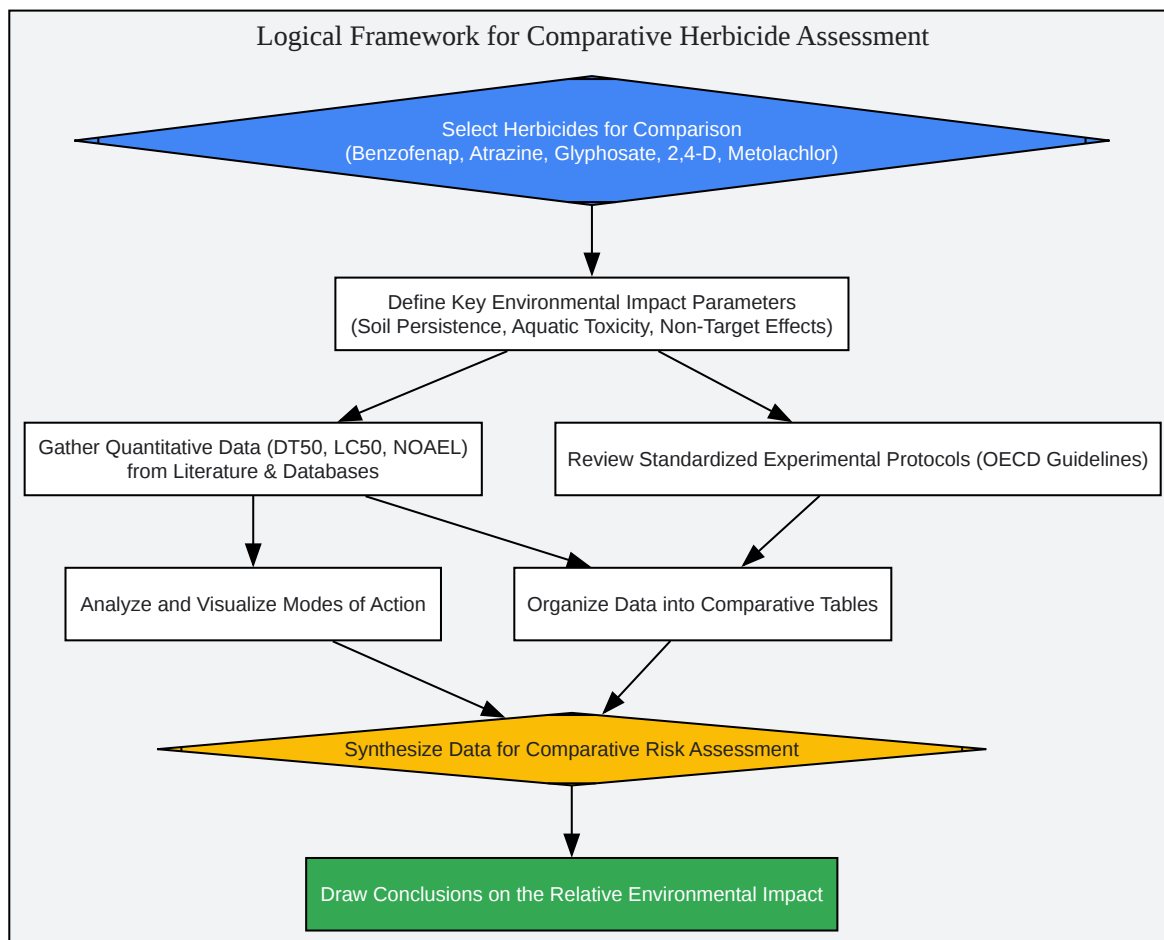 Logical Framework for Comparative Herbicide Assessment
Select Herbicides for Comparison
(Benzofenap, Atrazine, Glyphosate, 2,4-D, Metolachlor)
Define Key Environmental Impact Parameters
(Soil Persistence, Aquatic Toxicity, Non-Target Effects)
Gather Quantitative Data (DT50, LC50, NOAEL)
from Literature & Databases
Review Standardized Experimental Protocols (OECD Guidelines)
Analyze and Visualize Modes of Action
Organize Data into Comparative Tables
Synthesize Data for Comparative Risk Assessment
Draw Conclusions on the Relative Environmental Impact